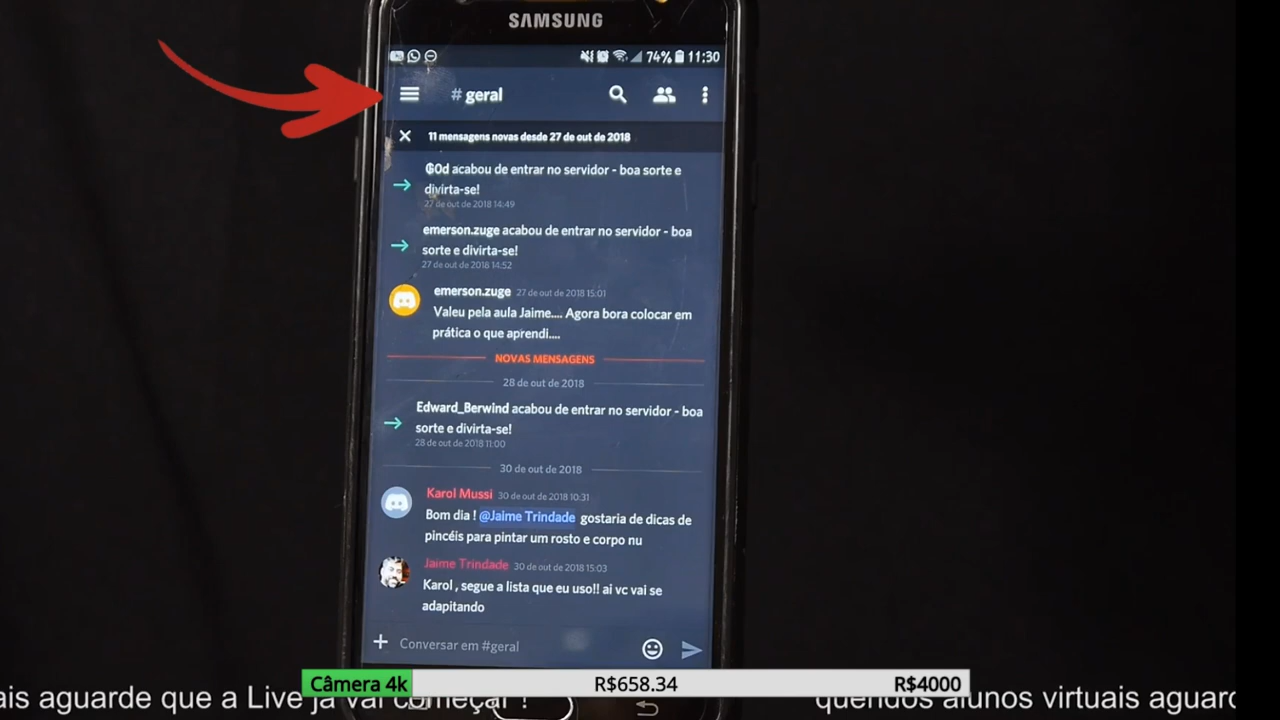 SAMSUNG
74% 11:30
# geral
11 mensagens novas desde 27 de out de 2018
G0d acabou de entrar no servidor - boa sorte e
divirta-se!
27 de out de 2018 14:49
emerson.zuge acabou de entrar no servidor - boa
sorte e divirta-se!
27 de out de 2018 14:52
emerson.zuge 27 de out de 2018 15:01
Valeu pela aula Jaime.... Agora bora colocar em
prática o que aprendi....
NOVAS MENSAGENS
28 de out de 2018
Edward_Berwind acabou de entrar no servidor - boa
sorte e divirta-se!
28 de out de 2018 11:00
30 de out de 2018
Karol Mussi 30 de out de 2018 10:31
Bom dia ! @Jaime Trindade gostaria de dicas de
pincéis para pintar um rosto e corpo nu
Jaime Trindade 30 de out de 2018 15:03
Karol , segue a lista que eu uso!! ai vc vai se
adapitando
Conversar em #geral
Câmera 4k R$658.34 R$4000
ais aguarde que a Live já vai começar ! queridos alunos virtuais aguard